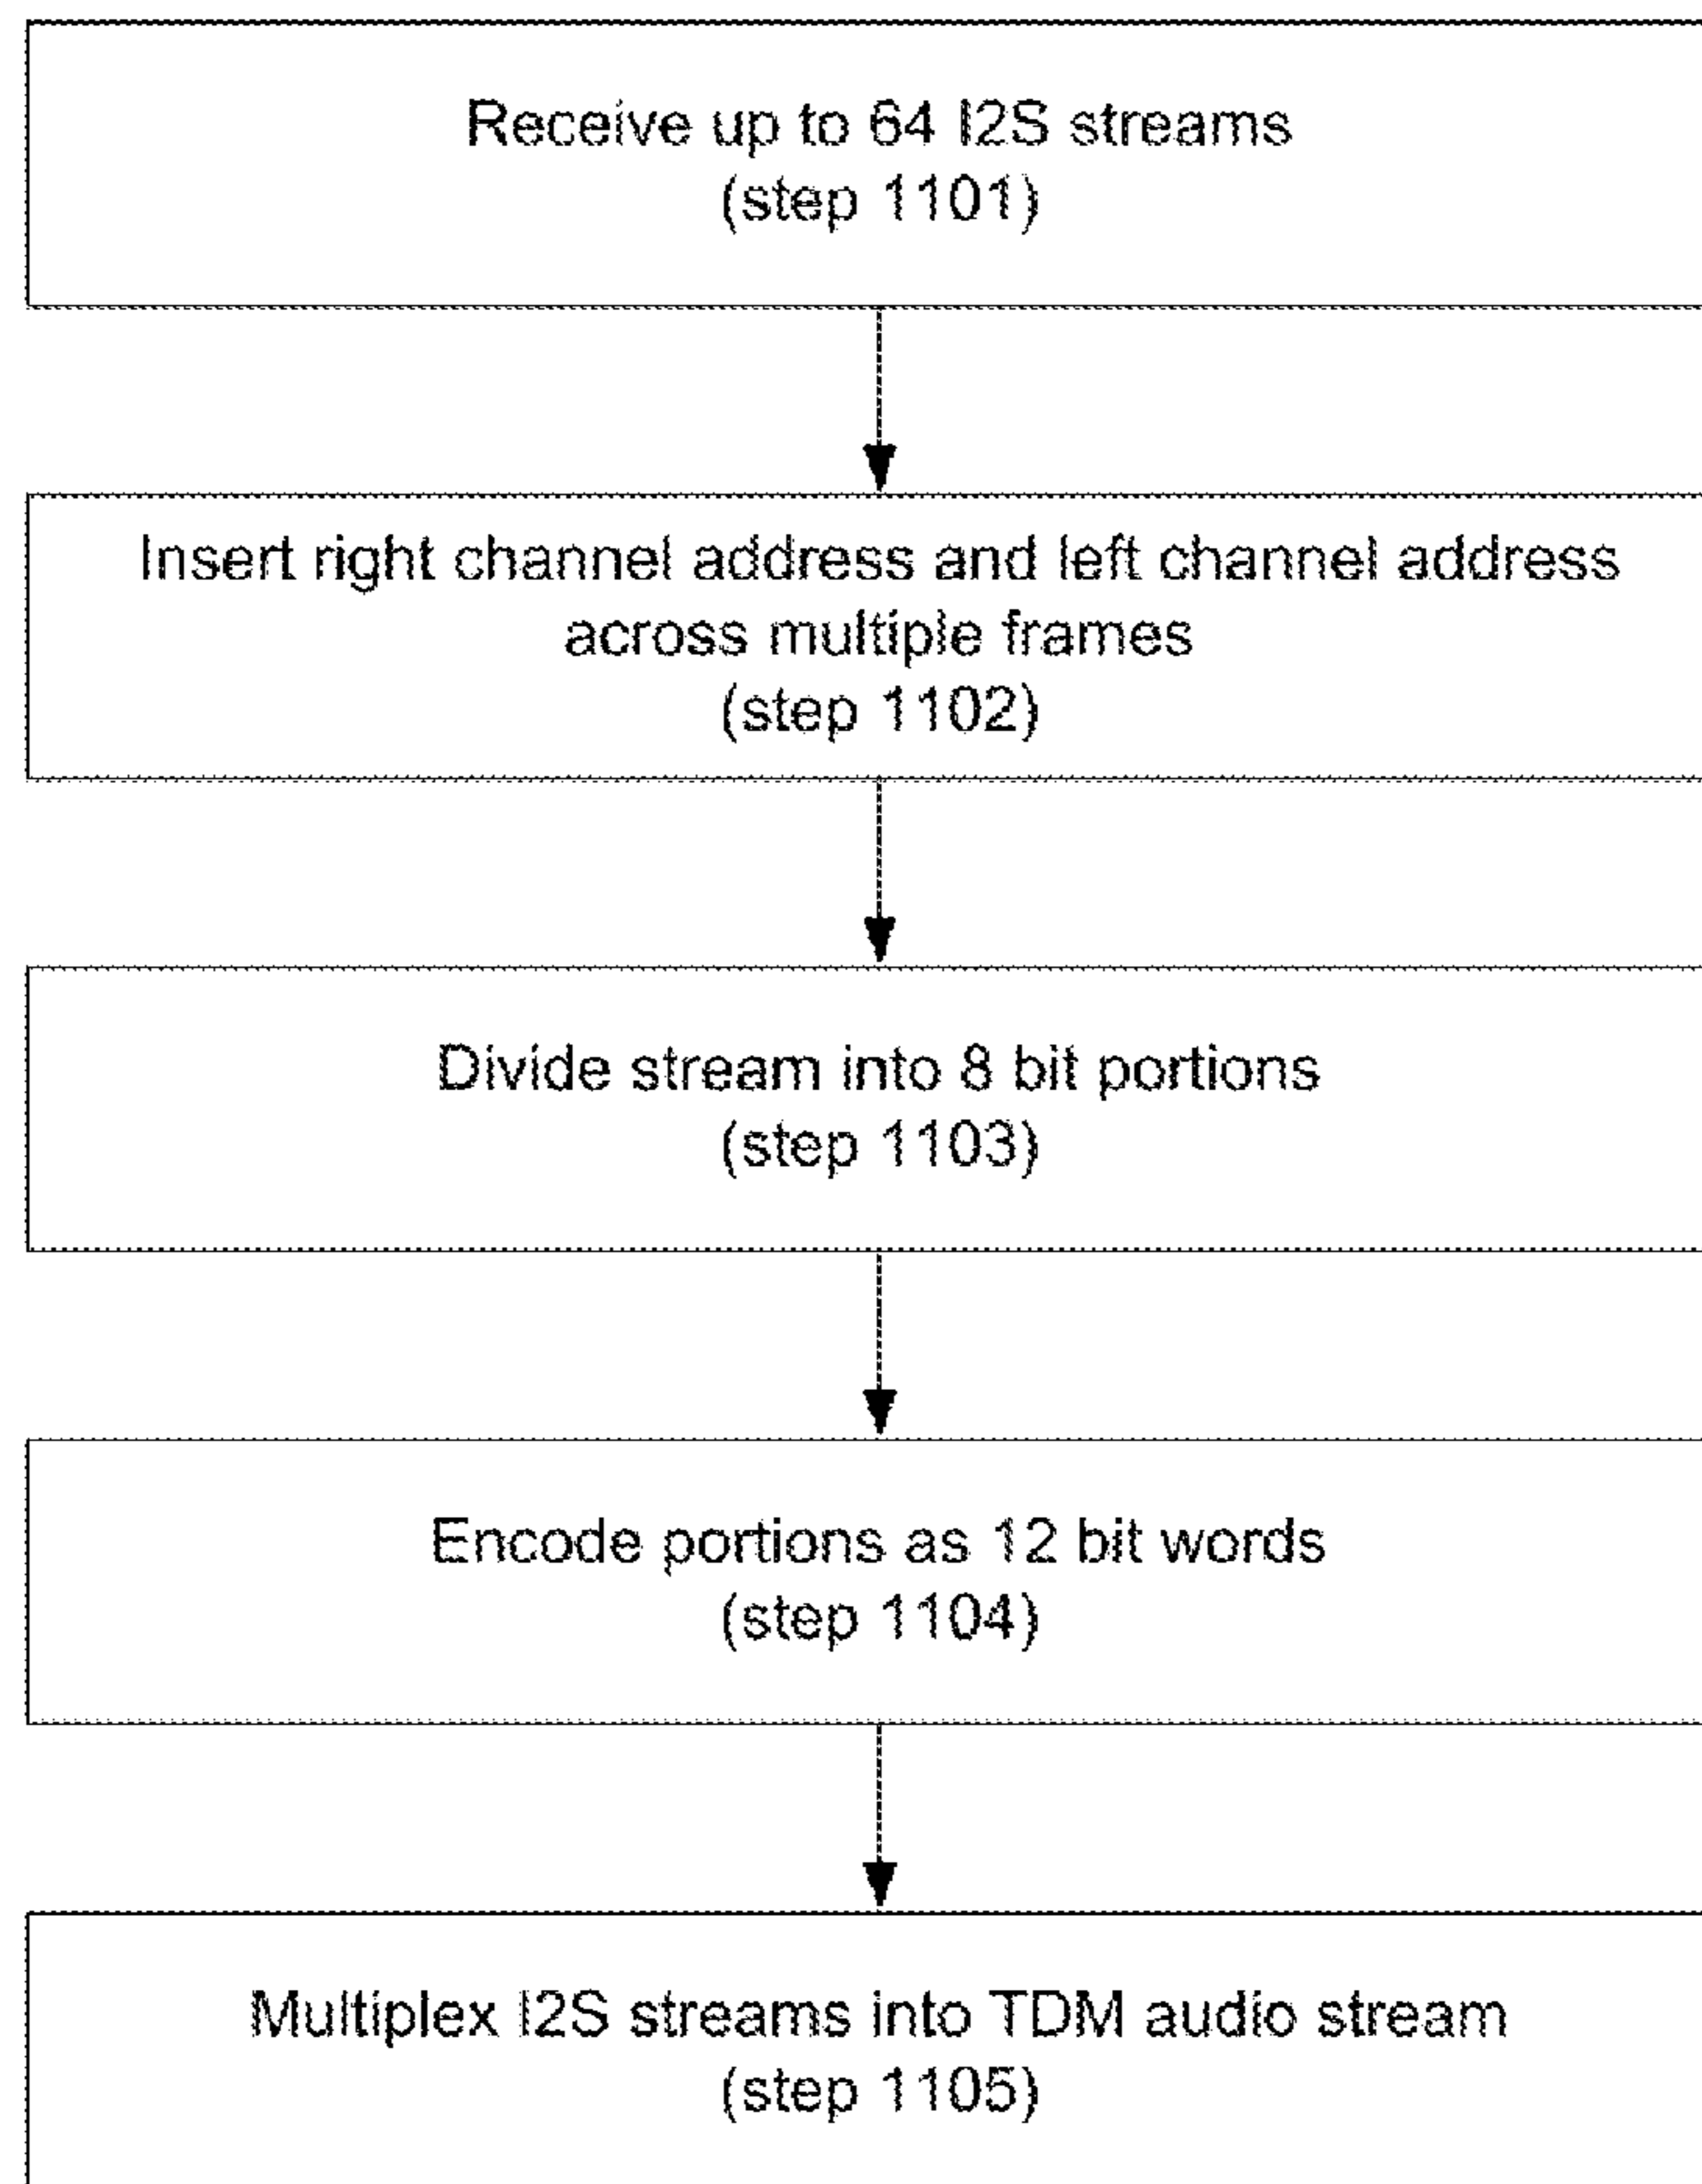 Receive up to 64 I2S streams
(step 1101)
Insert right channel address and left channel address
across multiple frames
(step 1102)
Divide stream into 8 bit portions
(step 1103)
Encode portions as 12 bit words
(step 1104)
Multiplex I2S streams into TDM audio stream
(step 1105)